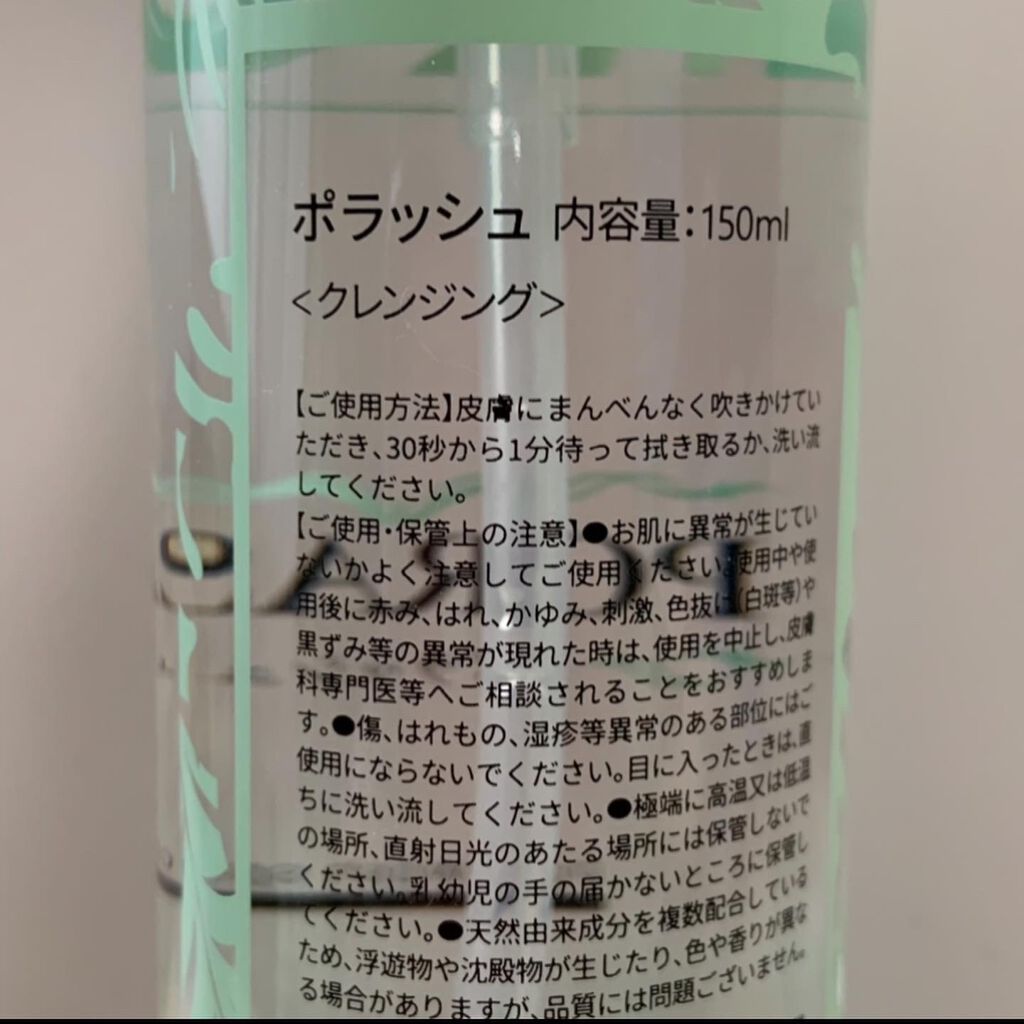 ポラッシュ 内容量：150ml
<クレンジング>
【ご使用方法】皮膚にまんべんなく吹きかけてい
ただき、30秒から1分待って拭き取るか、洗い流
してください。
【ご使用・保管上の注意】●お肌に異常が生じてい
ないかよく注意してご使用ください。使用中や使
用後に赤み、はれ、かゆみ、刺激、色抜け(白斑等)や
黒ずみ等の異常が現れた時は、使用を中止し、皮膚
科専門医等へご相談されることをおすすめしま
す。●傷、はれもの、湿疹等異常のある部位にはご
使用にならないでください。目に入ったときは、直
ちに洗い流してください。●極端に高温又は低温
の場所、直射日光のあたる場所には保管しないで
ください。乳幼児の手の届かないところに保管し
てください。●天然由来成分を複数配合している
ため、浮遊物や沈殿物が生じたり、色や香りが異な
る場合がありますが、品質には問題ございません。